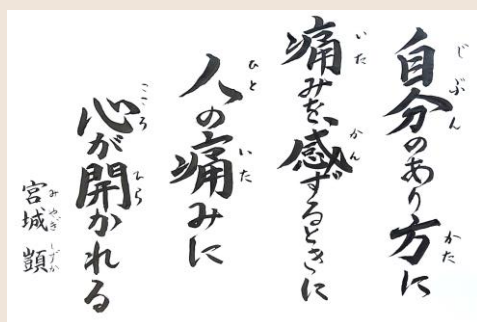 自分のあり方に
痛みを、感ずるときに
人の痛みに
心が開かれる
宮城 顗